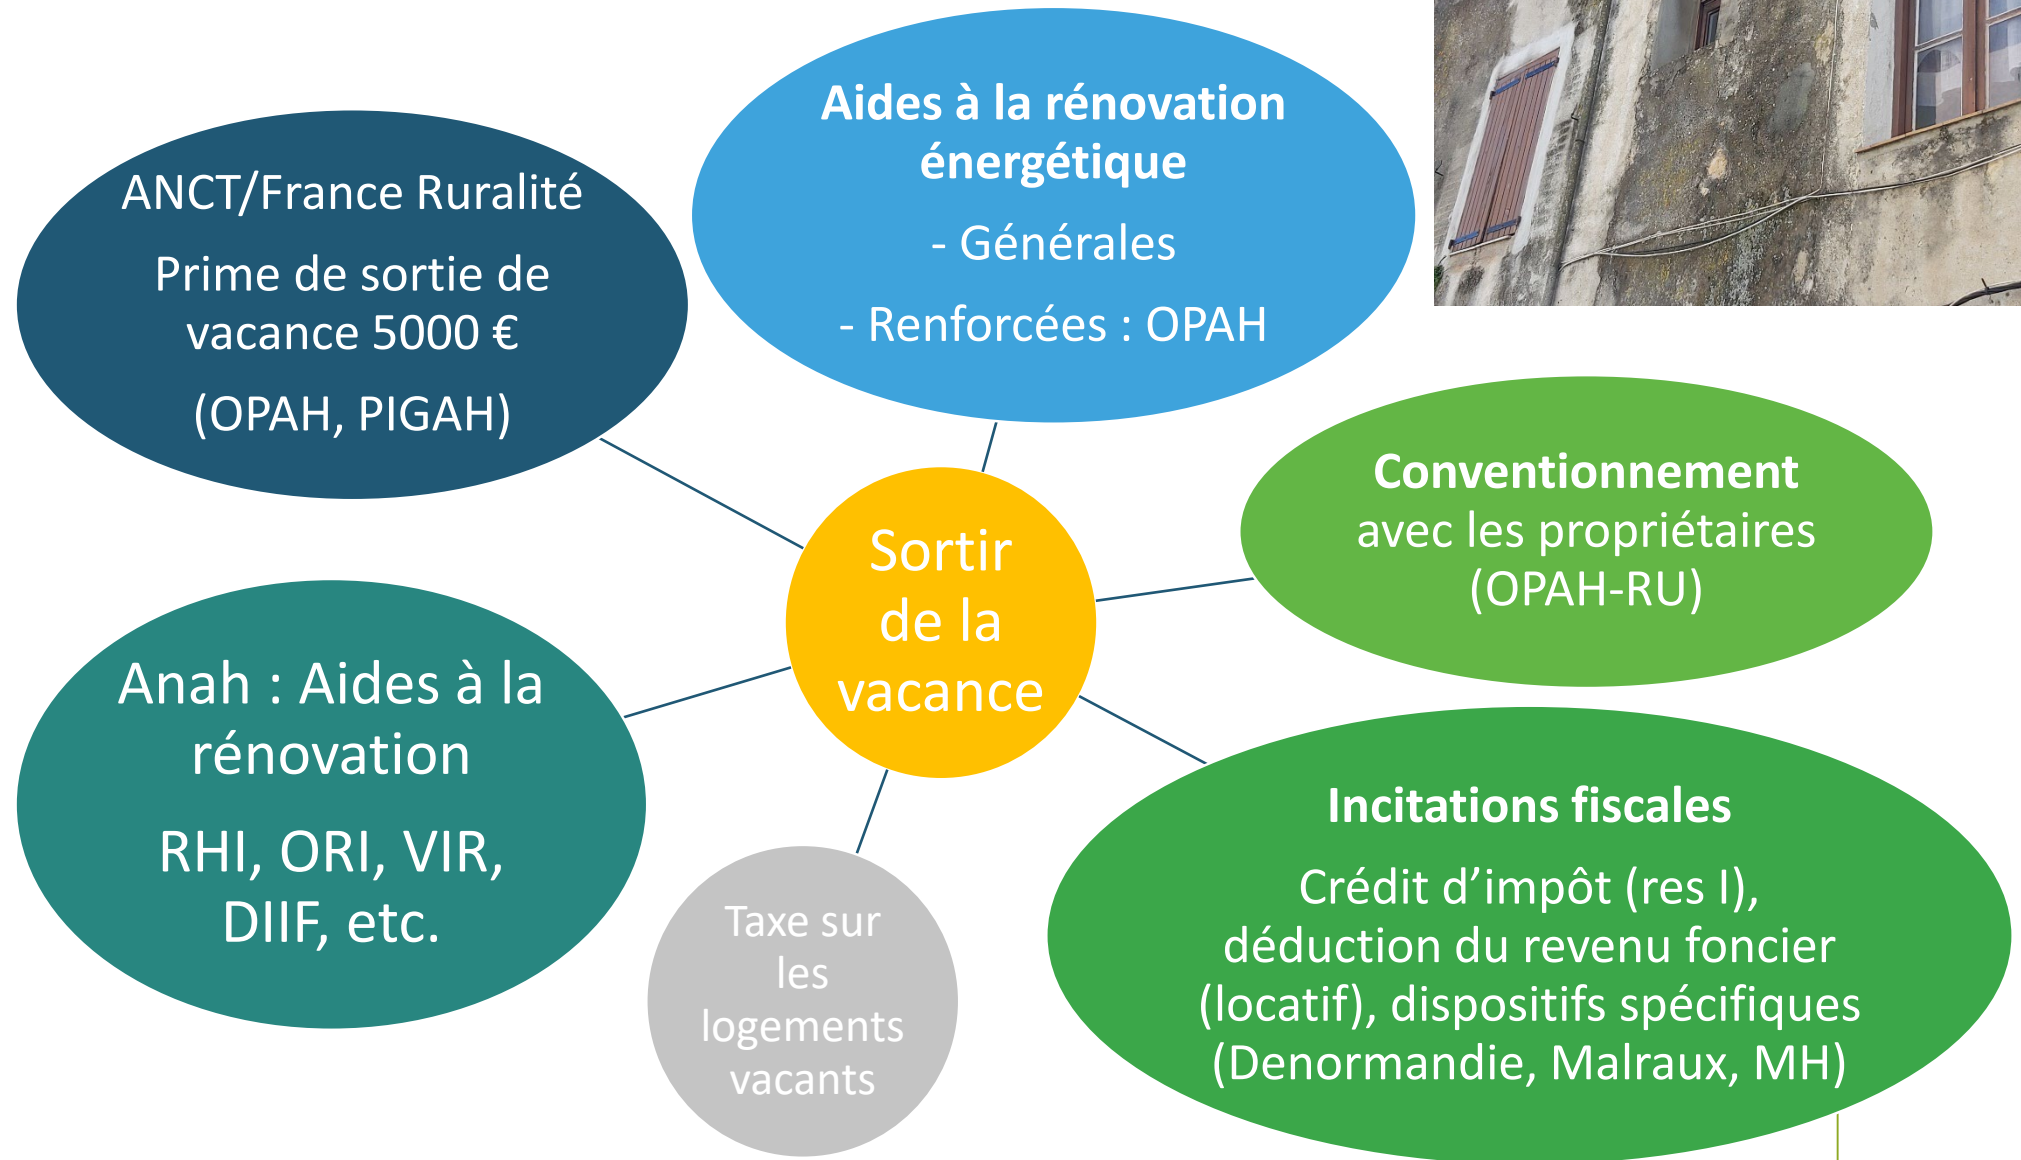 Aides à la rénovation
énergétique
- Générales
- Renforcées : OPAH
ANCT/France Ruralité
Prime de sortie de
vacance 5000 €
(OPAH, PIGAH)
Conventionnement
avec les propriétaires
(OPAH-RU)
Sortir
de la
vacance
Anah : Aides à la
rénovation
RHI, ORI, VIR,
DIIF, etc.
Incitations fiscales
Crédit d’impôt (res I),
déduction du revenu foncier
(locatif), dispositifs spécifiques
(Denormandie, Malraux, MH)
Taxe sur
les
logements
vacants